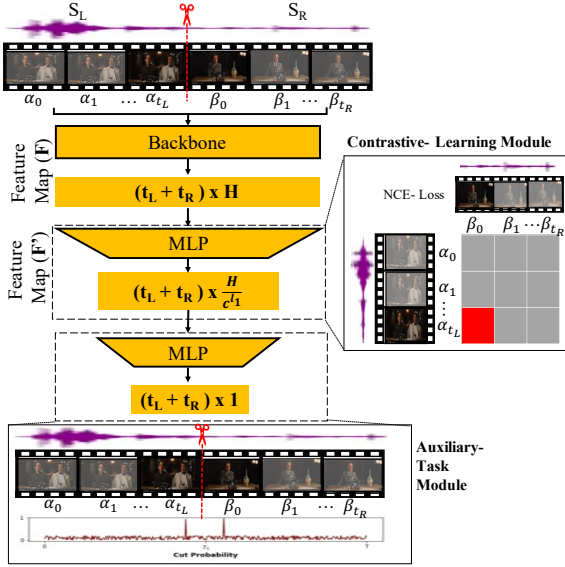 S_L S_R
α_0 α_1 … α_{t_L} β_0 β_1 … β_{t_R}
Backbone
Feature
Map (F)
(t_L + t_R) x H
Contrastive- Learning Module
NCE- Loss
β_0 β_1 … β_{t_R}
α_0
α_1
⋮
α_{t_L}
Feature
Map (F')
MLP
(t_L + t_R) x H/c^{l_1}
MLP
(t_L + t_R) x 1
Auxiliary-
Task
Module
α_0 α_1 … α_{t_L} β_0 β_1 … β_{t_R}
1
0
0 T
Cut Probability